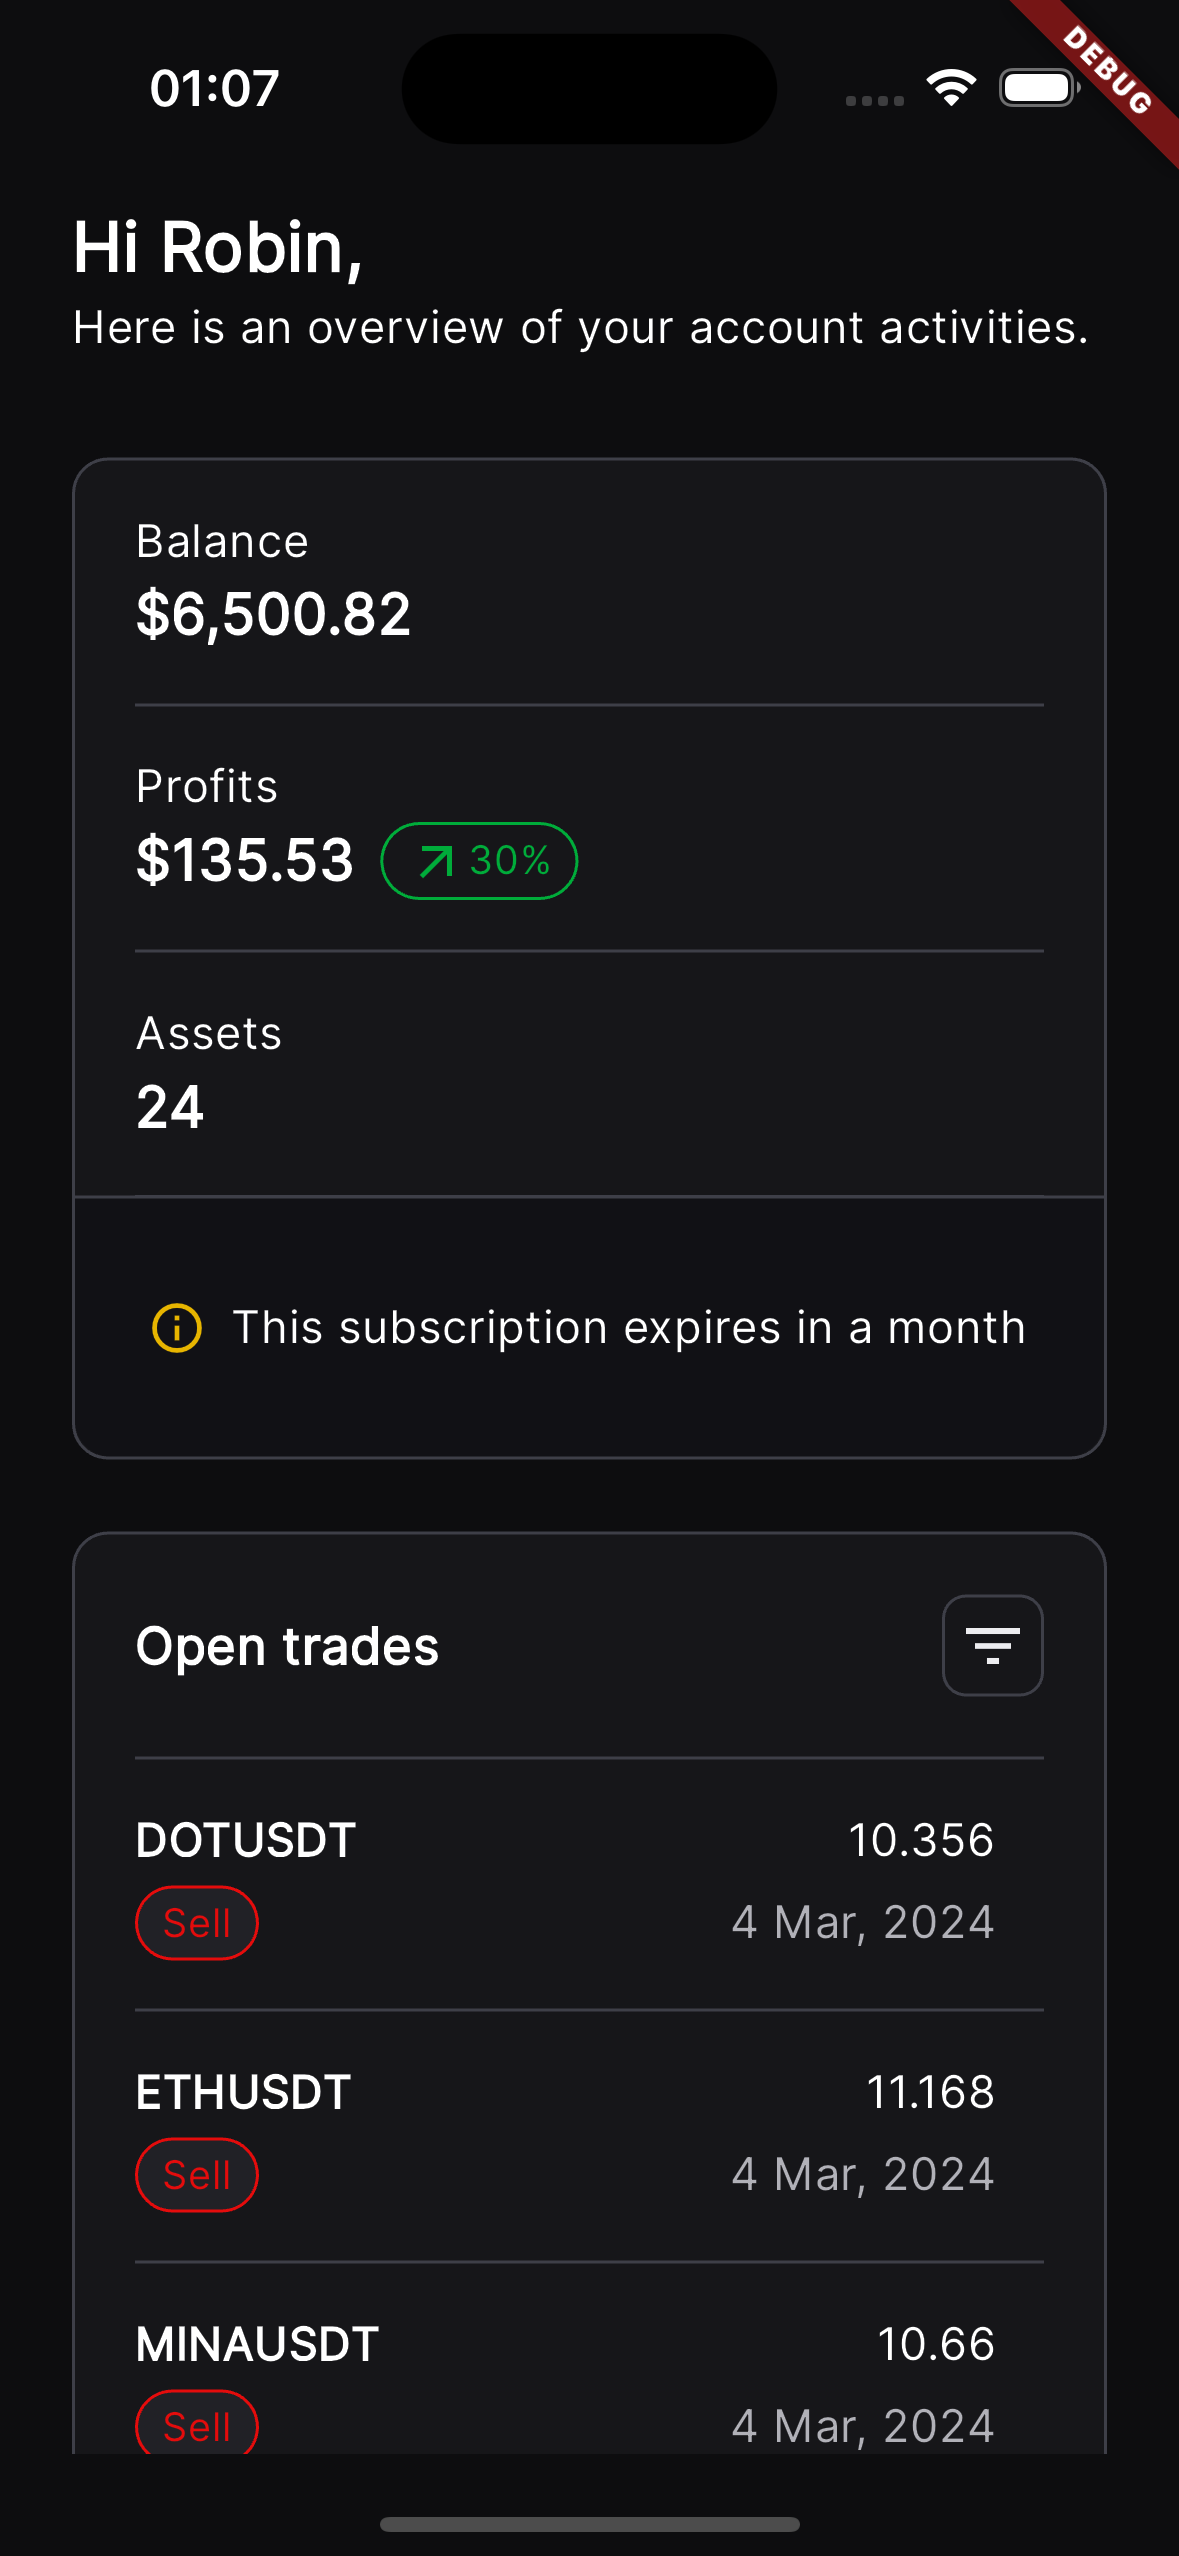 01:07
DEBUG
Hi Robin,
Here is an overview of your account activities.
Balance
$6,500.82
Profits
$135.53 30%
Assets
24
This subscription expires in a month
Open trades
DOTUSDT 10.356
Sell 4 Mar, 2024
ETHUSDT 11.168
Sell 4 Mar, 2024
MINAUSDT 10.66
Sell 4 Mar, 2024